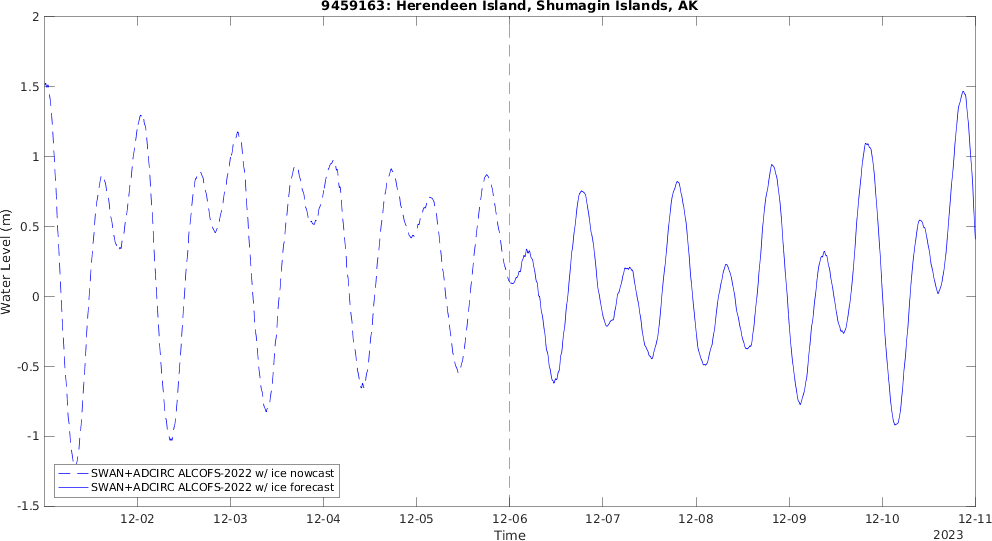 9459163: Herendeen Island, Shumagin Islands, AK
Water Level (m)
2
1.5
1
0.5
0
-0.5
-1
-1.5
SWAN+ADCIRC ALCOFS-2022 w/ ice nowcast
SWAN+ADCIRC ALCOFS-2022 w/ ice forecast
12-02 12-03 12-04 12-05 12-06 12-07 12-08 12-09 12-10 12-11
Time
2023